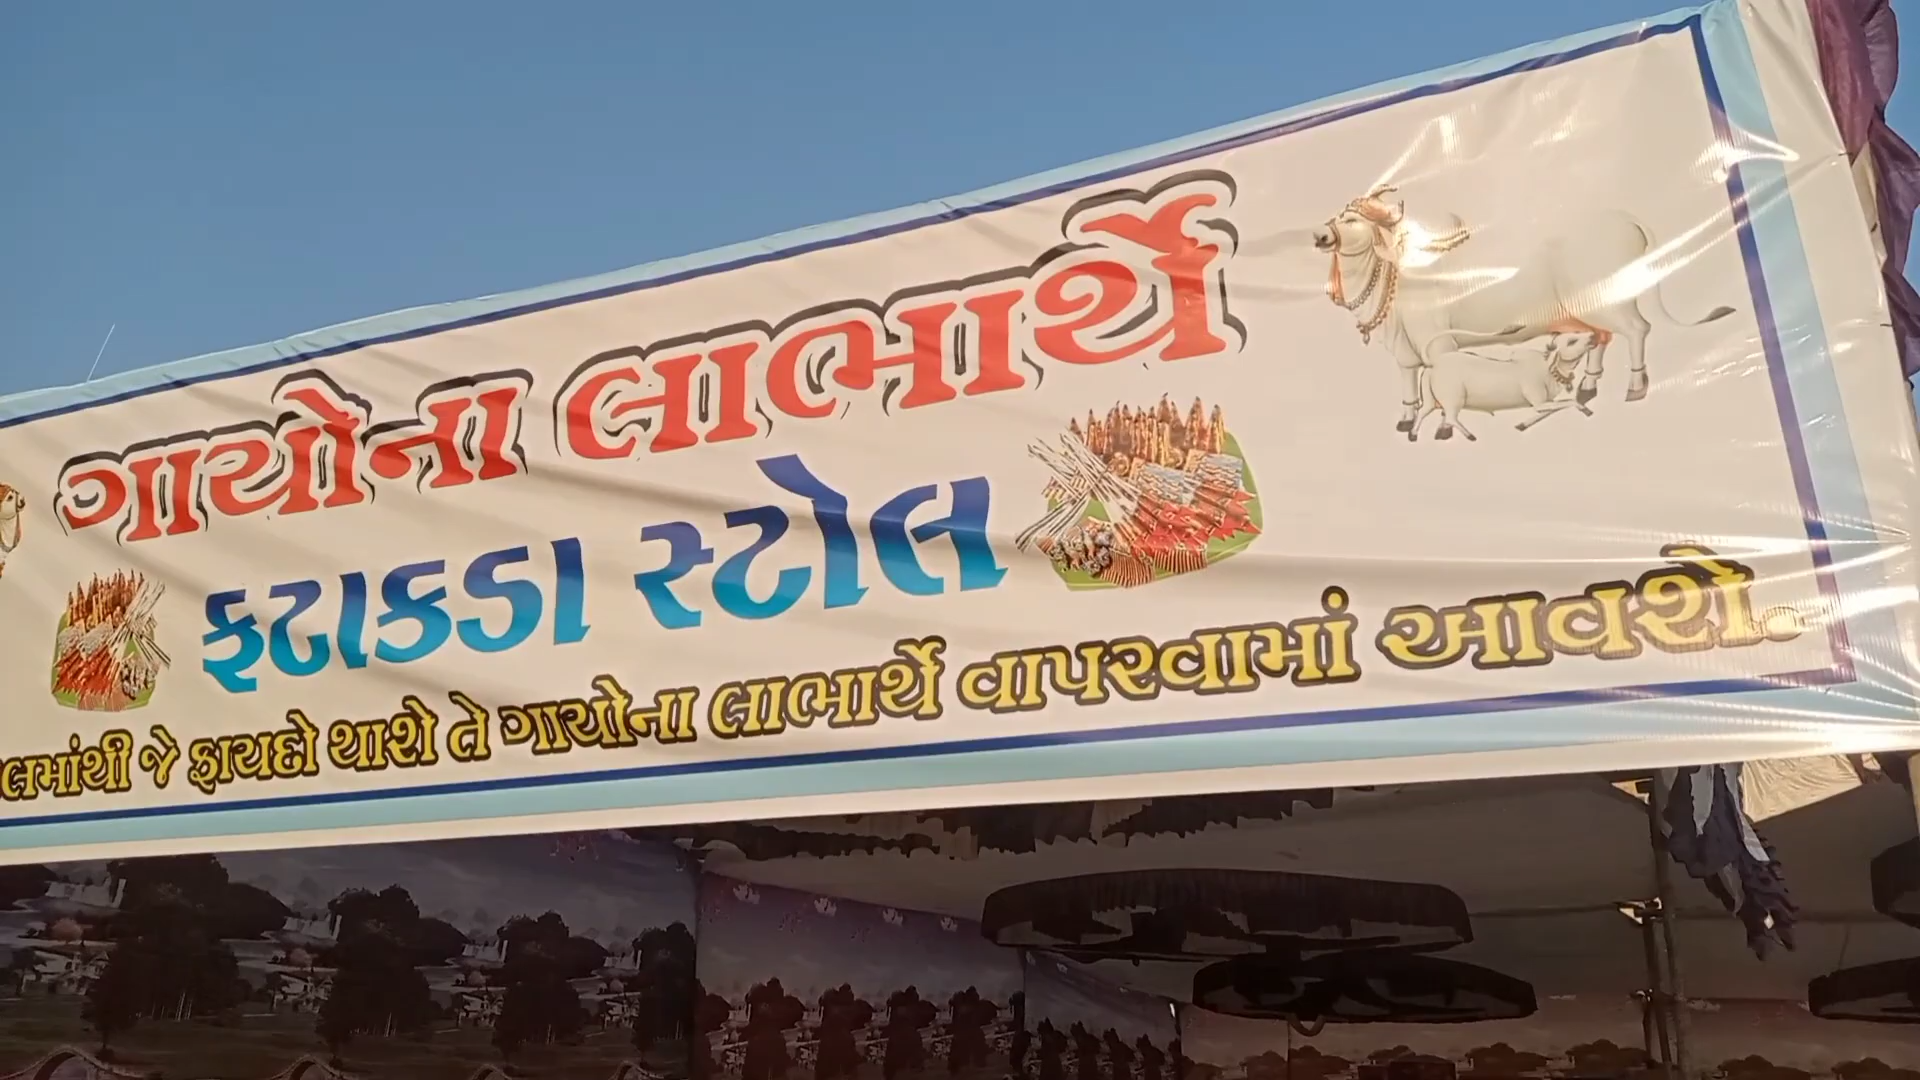 ગાયોના લાભાર્થે
ફટાકડા સ્ટોલ
જે ફાયદો થાશે તે ગાયોના લાભાર્થે વાપરવામાં આવશે.